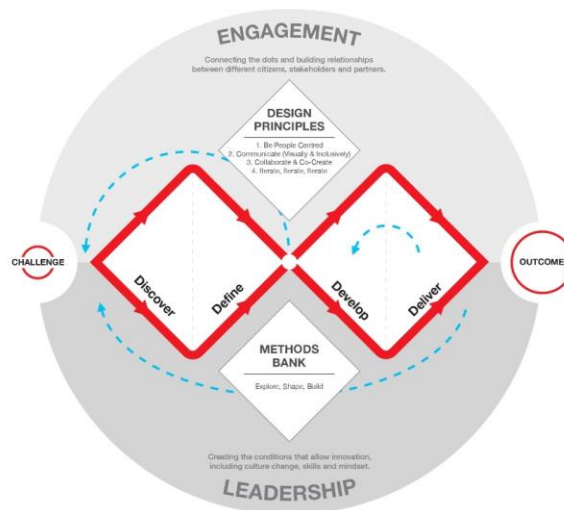 ENGAGEMENT
Connecting the dots and building relationships
between different citizens, stakeholders and partners.
DESIGN
PRINCIPLES
1. Be People Centred
2. Communicate (Visually & Inclusively)
3. Collaborate & Co-Create
4. Iterate, Iterate, Iterate
CHALLENGE
OUTCOME
Discover
Define
Develop
Deliver
METHODS
BANK
Explore, Shape, Build
Creating the conditions that allow innovation,
including culture change, skills and mindset.
LEADERSHIP